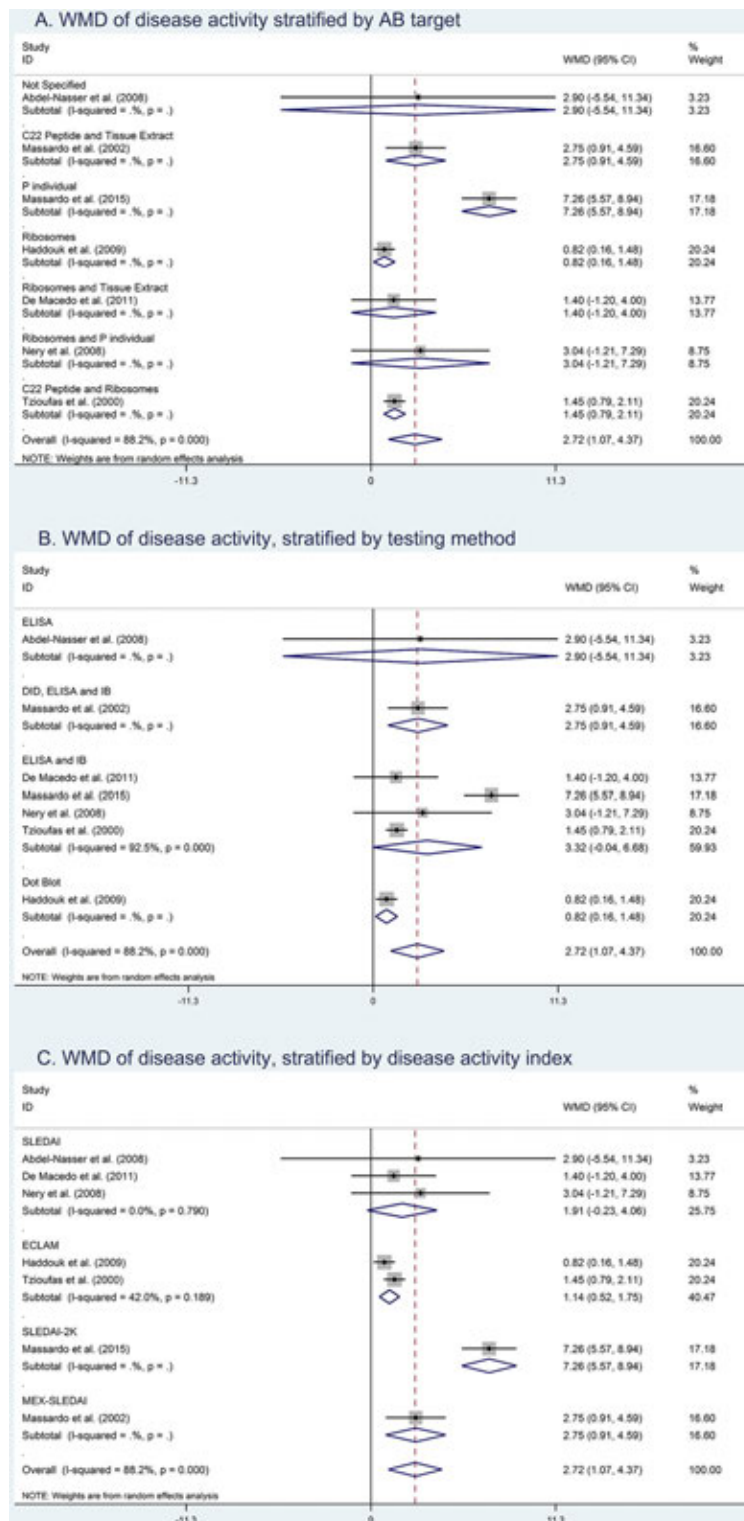 A. WMD of disease activity stratified by AB target
Study %
ID WMD (95% CI) Weight
Not Specified
Abdel-Nasser et al. (2008) 2.90 (-5.54, 11.34) 3.23
Subtotal (I-squared = .%, p = .) 2.90 (-5.54, 11.34) 3.23
.
C22 Peptide and Tissue Extract
Massardo et al. (2002) 2.75 (0.91, 4.59) 16.60
Subtotal (I-squared = .%, p = .) 2.75 (0.91, 4.59) 16.60
.
P individual
Massardo et al. (2015) 7.26 (5.57, 8.94) 17.18
Subtotal (I-squared = .%, p = .) 7.26 (5.57, 8.94) 17.18
.
Ribosomes
Haddouk et al. (2009) 0.82 (0.16, 1.48) 20.24
Subtotal (I-squared = .%, p = .) 0.82 (0.16, 1.48) 20.24
.
Ribosomes and Tissue Extract
De Macedo et al. (2011) 1.40 (-1.20, 4.00) 13.77
Subtotal (I-squared = .%, p = .) 1.40 (-1.20, 4.00) 13.77
.
Ribosomes and P individual
Nery et al. (2008) 3.04 (-1.21, 7.29) 8.75
Subtotal (I-squared = .%, p = .) 3.04 (-1.21, 7.29) 8.75
.
C22 Peptide and Ribosomes
Tzioufas et al. (2000) 1.45 (0.79, 2.11) 20.24
Subtotal (I-squared = .%, p = .) 1.45 (0.79, 2.11) 20.24
.
Overall (I-squared = 88.2%, p = 0.000) 2.72 (1.07, 4.37) 100.00
NOTE: Weights are from random effects analysis
-11.3 0 11.3
B. WMD of disease activity, stratified by testing method
Study %
ID WMD (95% CI) Weight
ELISA
Abdel-Nasser et al. (2008) 2.90 (-5.54, 11.34) 3.23
Subtotal (I-squared = .%, p = .) 2.90 (-5.54, 11.34) 3.23
.
DID, ELISA and IB
Massardo et al. (2002) 2.75 (0.91, 4.59) 16.60
Subtotal (I-squared = .%, p = .) 2.75 (0.91, 4.59) 16.60
.
ELISA and IB
De Macedo et al. (2011) 1.40 (-1.20, 4.00) 13.77
Massardo et al. (2015) 7.26 (5.57, 8.94) 17.18
Nery et al. (2008) 3.04 (-1.21, 7.29) 8.75
Tzioufas et al. (2000) 1.45 (0.79, 2.11) 20.24
Subtotal (I-squared = 92.5%, p = 0.000) 3.32 (-0.04, 6.68) 59.93
.
Dot Blot
Haddouk et al. (2009) 0.82 (0.16, 1.48) 20.24
Subtotal (I-squared = .%, p = .) 0.82 (0.16, 1.48) 20.24
.
Overall (I-squared = 88.2%, p = 0.000) 2.72 (1.07, 4.37) 100.00
NOTE: Weights are from random effects analysis
-11.3 0 11.3
C. WMD of disease activity, stratified by disease activity index
Study %
ID WMD (95% CI) Weight
SLEDAI
Abdel-Nasser et al. (2008) 2.90 (-5.54, 11.34) 3.23
De Macedo et al. (2011) 1.40 (-1.20, 4.00) 13.77
Nery et al. (2008) 3.04 (-1.21, 7.29) 8.75
Subtotal (I-squared = 0.0%, p = 0.790) 1.91 (-0.23, 4.06) 25.75
.
ECLAM
Haddouk et al. (2009) 0.82 (0.16, 1.48) 20.24
Tzioufas et al. (2000) 1.45 (0.79, 2.11) 20.24
Subtotal (I-squared = 42.0%, p = 0.189) 1.14 (0.52, 1.75) 40.47
.
SLEDAI-2K
Massardo et al. (2015) 7.26 (5.57, 8.94) 17.18
Subtotal (I-squared = .%, p = .) 7.26 (5.57, 8.94) 17.18
.
MEX-SLEDAI
Massardo et al. (2002) 2.75 (0.91, 4.59) 16.60
Subtotal (I-squared = .%, p = .) 2.75 (0.91, 4.59) 16.60
.
Overall (I-squared = 88.2%, p = 0.000) 2.72 (1.07, 4.37) 100.00
NOTE: Weights are from random effects analysis
-11.3 0 11.3